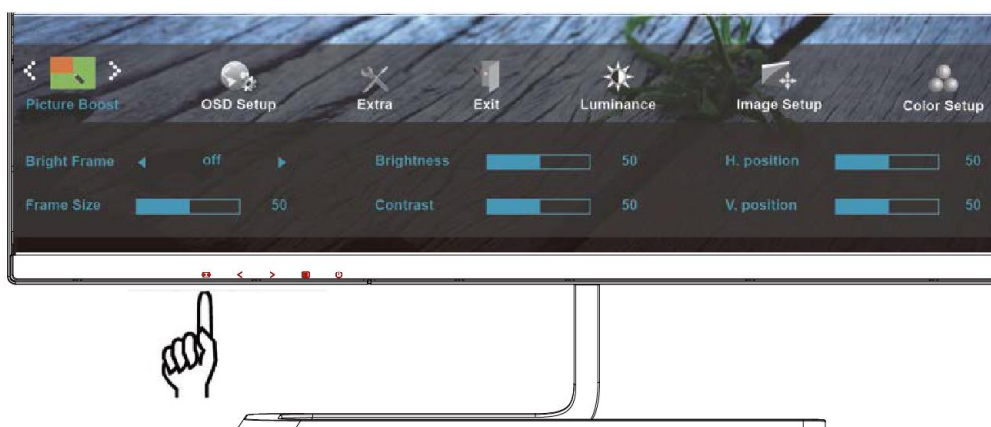 Picture Boost OSD Setup Extra Exit Luminance Image Setup Color Setup
Bright Frame off Brightness 50 H. position 50
Frame Size 50 Contrast 50 V. position 50